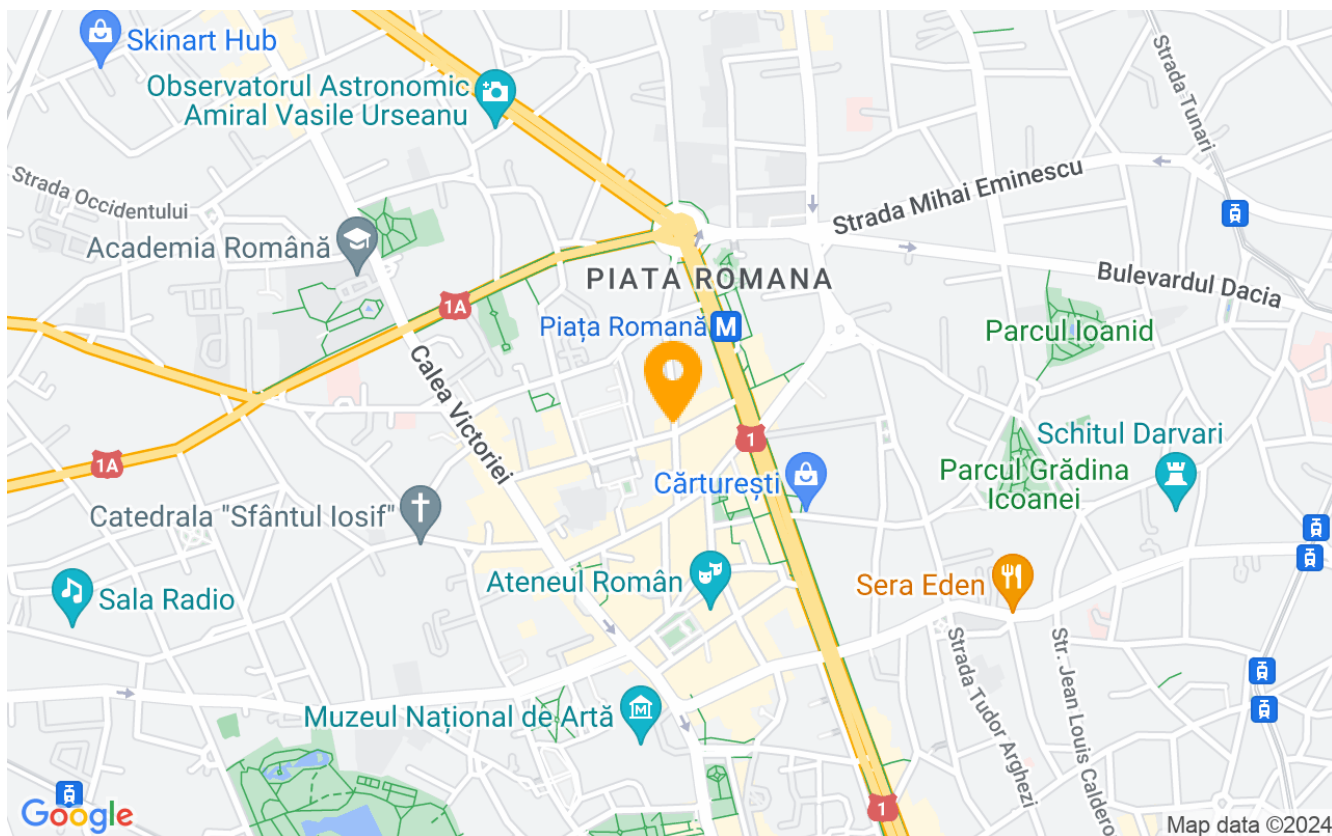 Skinart Hub
Observatorul Astronomic
Amiral Vasile Urseanu
Strada Tunari
Strada Occidentului
Strada Mihai Eminescu
Academia Română
PIATA ROMANA
Bulevardul Dacia
1A
Piața Romană M
Parcul Ioanid
Calea Victoriei
1
Schitul Darvari
1A
Cărturești
Parcul Grădina
Icoanei
Catedrala "Sfântul Iosif"
Ateneul Român
Sera Eden
Sala Radio
Strada Tudor Arghezi
Str. Jean Louis Caldero
Muzeul Național de Artă
1
Google
Map data ©2024